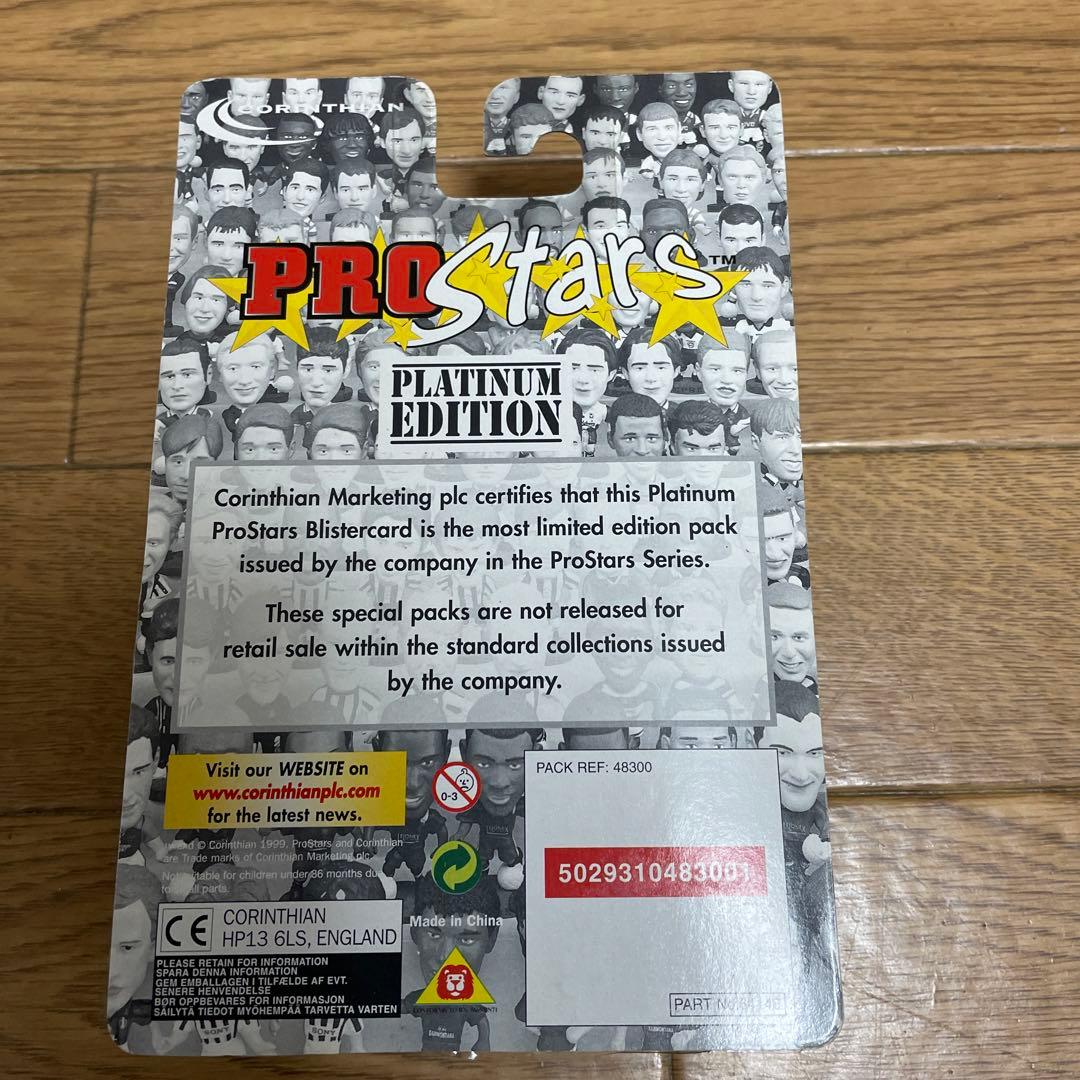 CORINTHIAN
PROStars™
PLATINUM
EDITION
Corinthian Marketing plc certifies that this Platinum
ProStars Blistercard is the most limited edition pack
issued by the company in the ProStars Series.
These special packs are not released for
retail sale within the standard collections issued
by the company.
Visit our WEBSITE on
www.corinthianplc.com
for the latest news.
© Corinthian 1999. ProStars and Corinthian
are Trade marks of Corinthian Marketing plc.
Not suitable for children under 36 months due
to small parts.
CE
CORINTHIAN
HP13 6LS, ENGLAND
PLEASE RETAIN FOR INFORMATION
SPARA DENNA INFORMATION
GEM EMBALLAGEN I TILFÆLDE AF EVT.
SENERE HENVENDELSE
BØR OPPBEVARES FOR INFORMASJON
SÄILYTÄ TIEDOT MYÖHEMPÄÄ TARVETTA VARTEN
0-3
Made in China
PACK REF: 48300
5029310483001
PART No
SONY
SONY